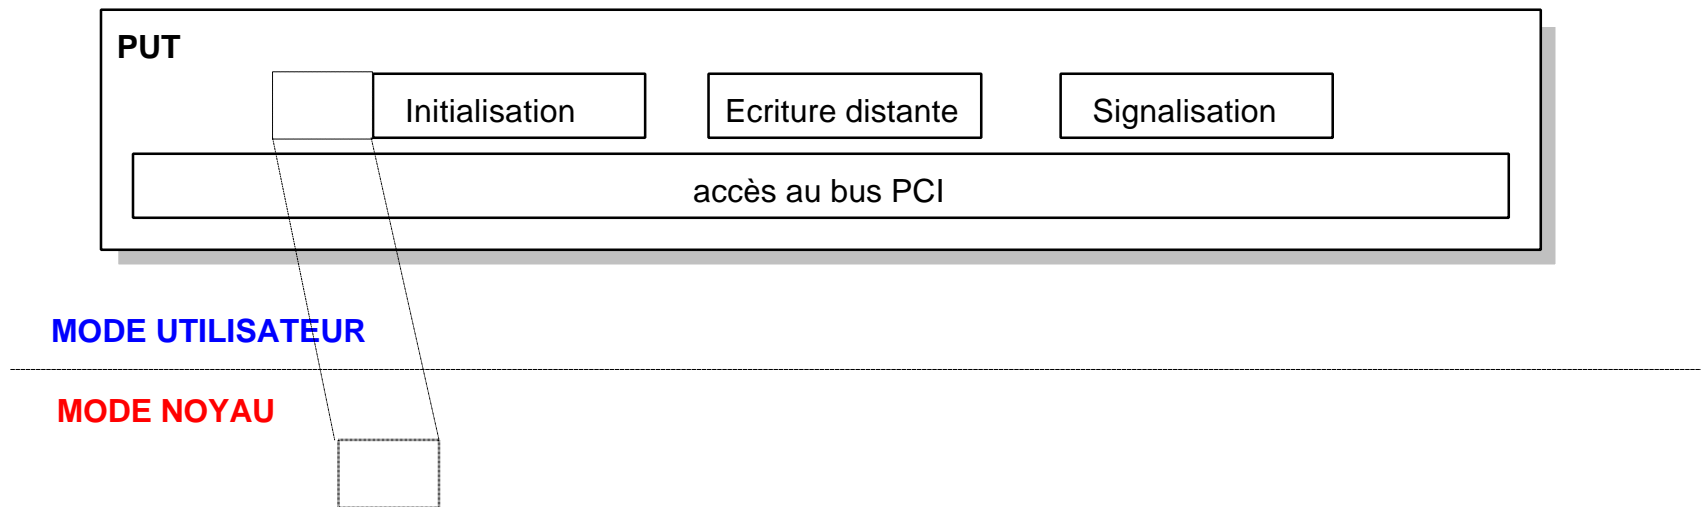 PUT
Initialisation
Ecriture distante
Signalisation
accès au bus PCI
MODE UTILISATEUR
MODE NOYAU